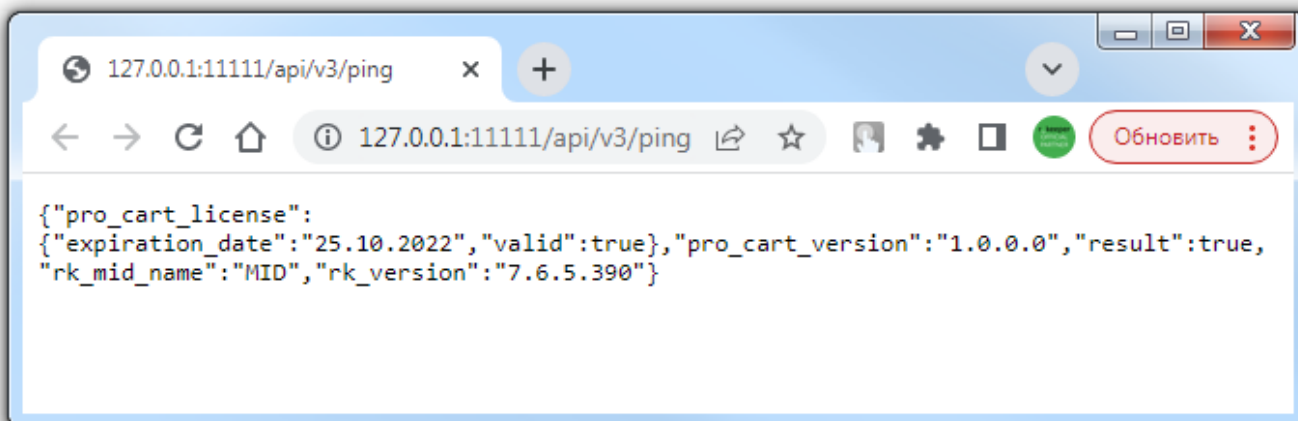 127.0.0.1:11111/api/v3/ping
127.0.0.1:11111/api/v3/ping
Обновить
{"pro_cart_license":
{"expiration_date":"25.10.2022","valid":true},"pro_cart_version":"1.0.0.0","result":true,
"rk_mid_name":"MID","rk_version":"7.6.5.390"}